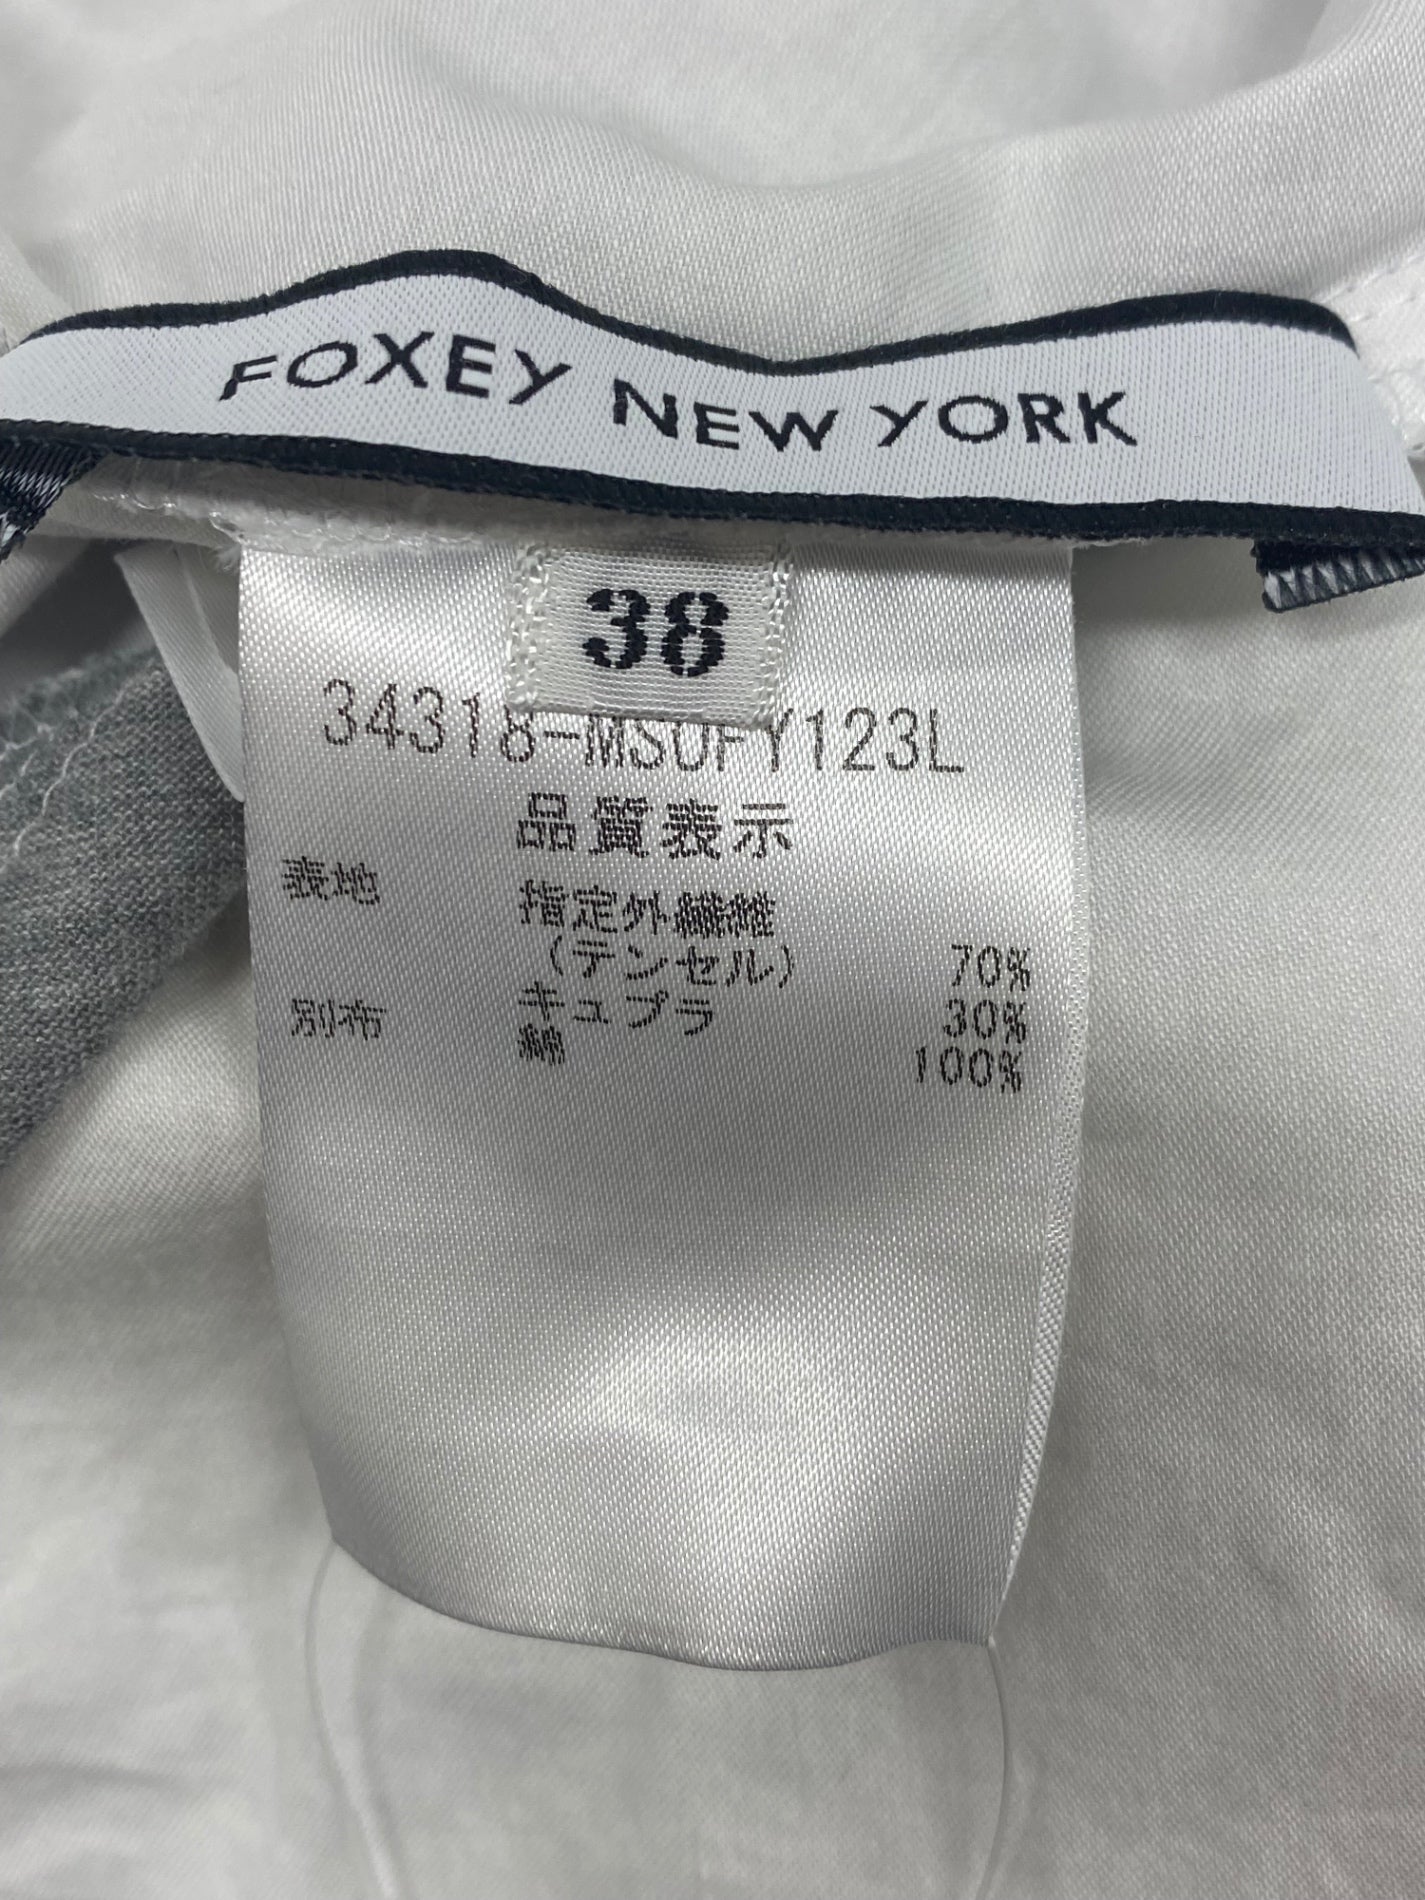 FOXEY NEW YORK
38
34318-MSOFY123L
品質表示
表地 指定外繊維
(テンセル) 70%
キュプラ 30%
別布 綿 100%